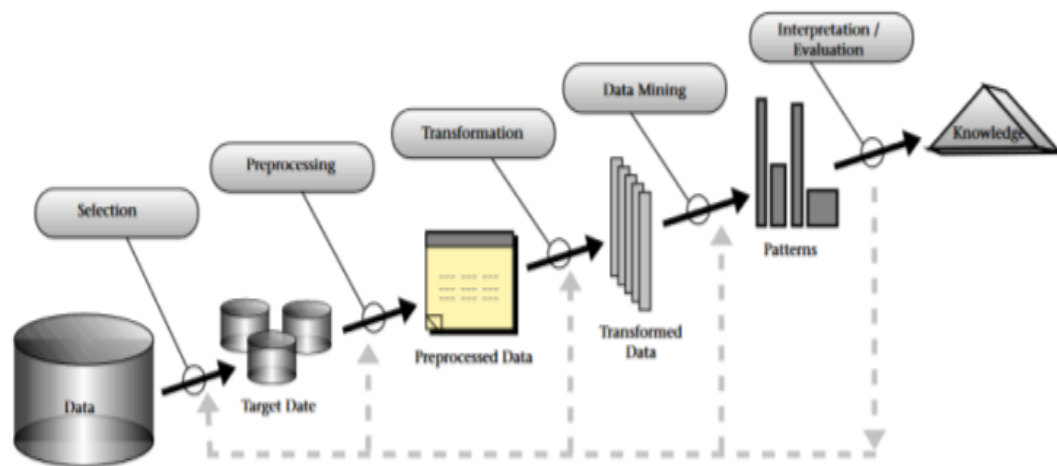 Interpretation /
Evaluation
Data Mining
Transformation
Preprocessing
Selection
Data
Target Date
Preprocessed Data
Transformed
Data
Patterns
Knowledge